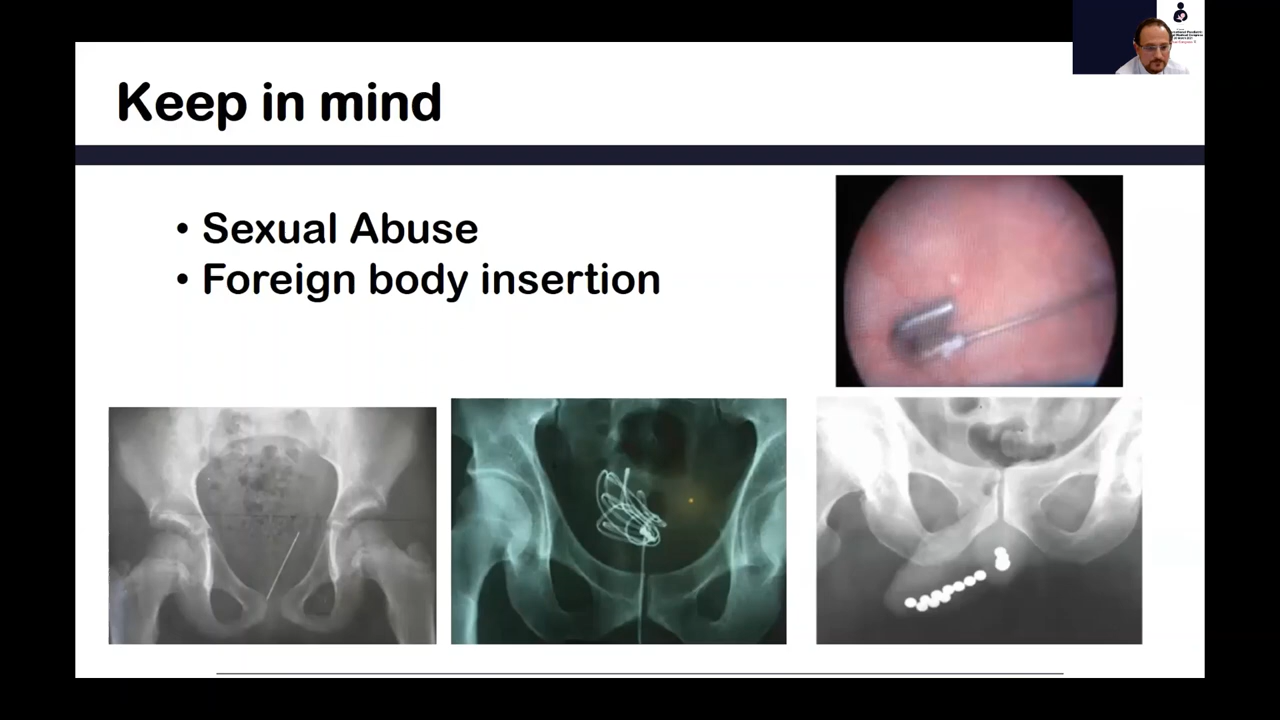 Keep in mind
• Sexual Abuse
• Foreign body insertion